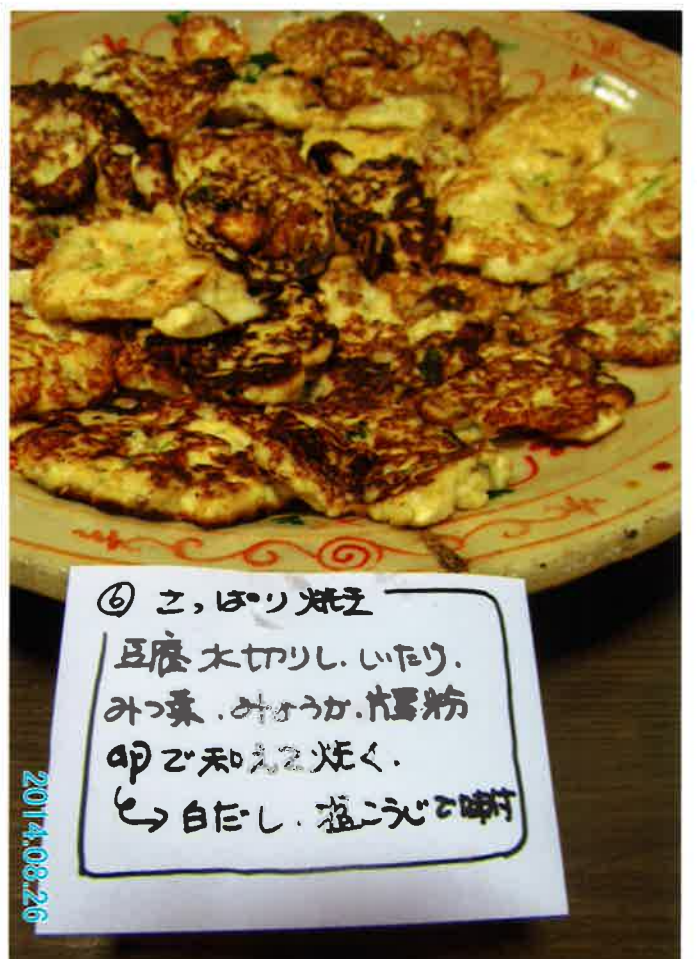 ⑥ さっぱり焼き
豆腐水切りし、しいたけ、
みつ葉、みょうが、片栗粉
卵で和えて焼く。
↳ 白だし、塩こうじで味付
2014.08.26